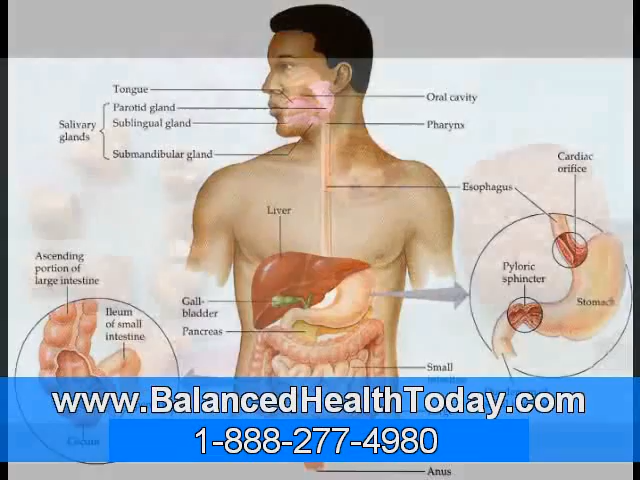 Tongue
Parotid gland
Sublingual gland
Salivary
glands
Submandibular gland
Oral cavity
Pharynx
Cardiac
orifice
Esophagus
Liver
Ascending
portion of
large intestine
Pyloric
sphincter
Stomach
Gall-
bladder
Ileum
of small
intestine
Pancreas
Small
intestine
www.BalancedHealthToday.com
Cecum
1-888-277-4980
Anus